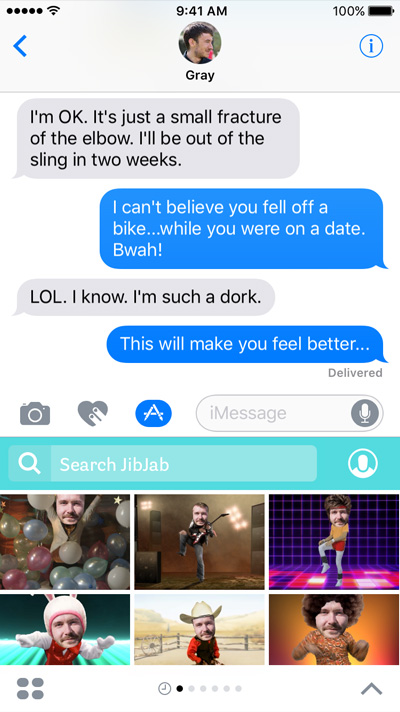 9:41 AM
100%
Gray
I'm OK. It's just a small fracture
of the elbow. I'll be out of the
sling in two weeks.
I can't believe you fell off a
bike...while you were on a date.
Bwah!
LOL. I know. I'm such a dork.
This will make you feel better...
Delivered
iMessage
Search JibJab